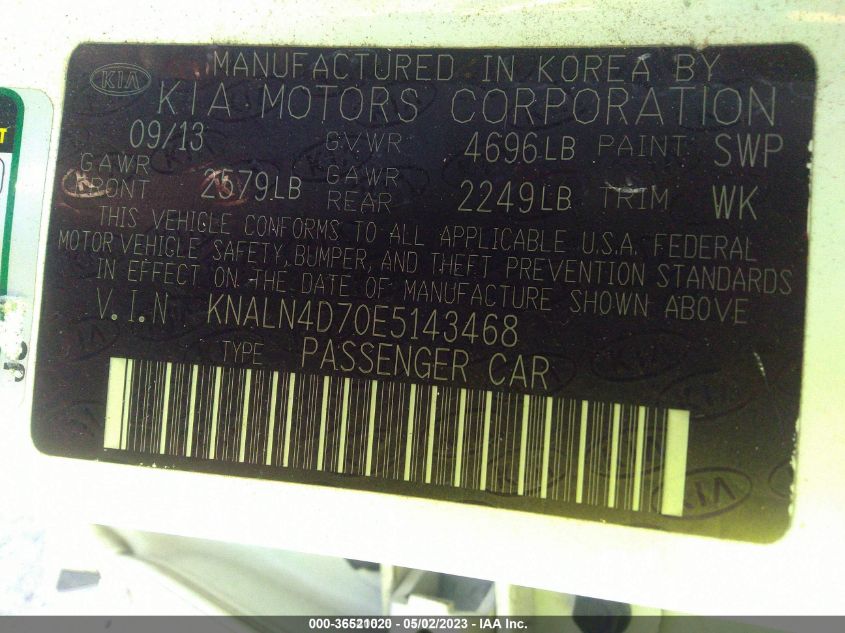 KIA MANUFACTURED IN KOREA BY
KIA MOTORS CORPORATION
09/13 G.V.WR 4696LB PAINT SWP
GAWR FRONT 2579LB GAWR REAR 2249LB TRIM WK
THIS VEHICLE CONFORMS TO ALL APPLICABLE U.S.A. FEDERAL
MOTOR VEHICLE SAFETY, BUMPER, AND THEFT PREVENTION STANDARDS
IN EFFECT ON THE DATE OF MANUFACTURE SHOWN ABOVE
V.I.N KNALN4D70E5143468
TYPE PASSENGER CAR
KIA
000-36521020 - 05/02/2023 - IAA Inc.